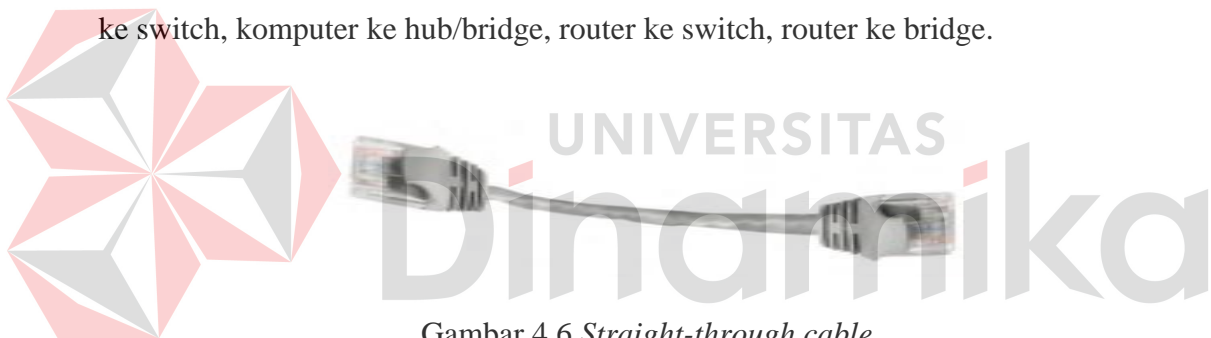 ke switch, komputer ke hub/bridge, router ke switch, router ke bridge.
UNIVERSITAS
Dinamika
Gambar 4.6 Straight-through cable